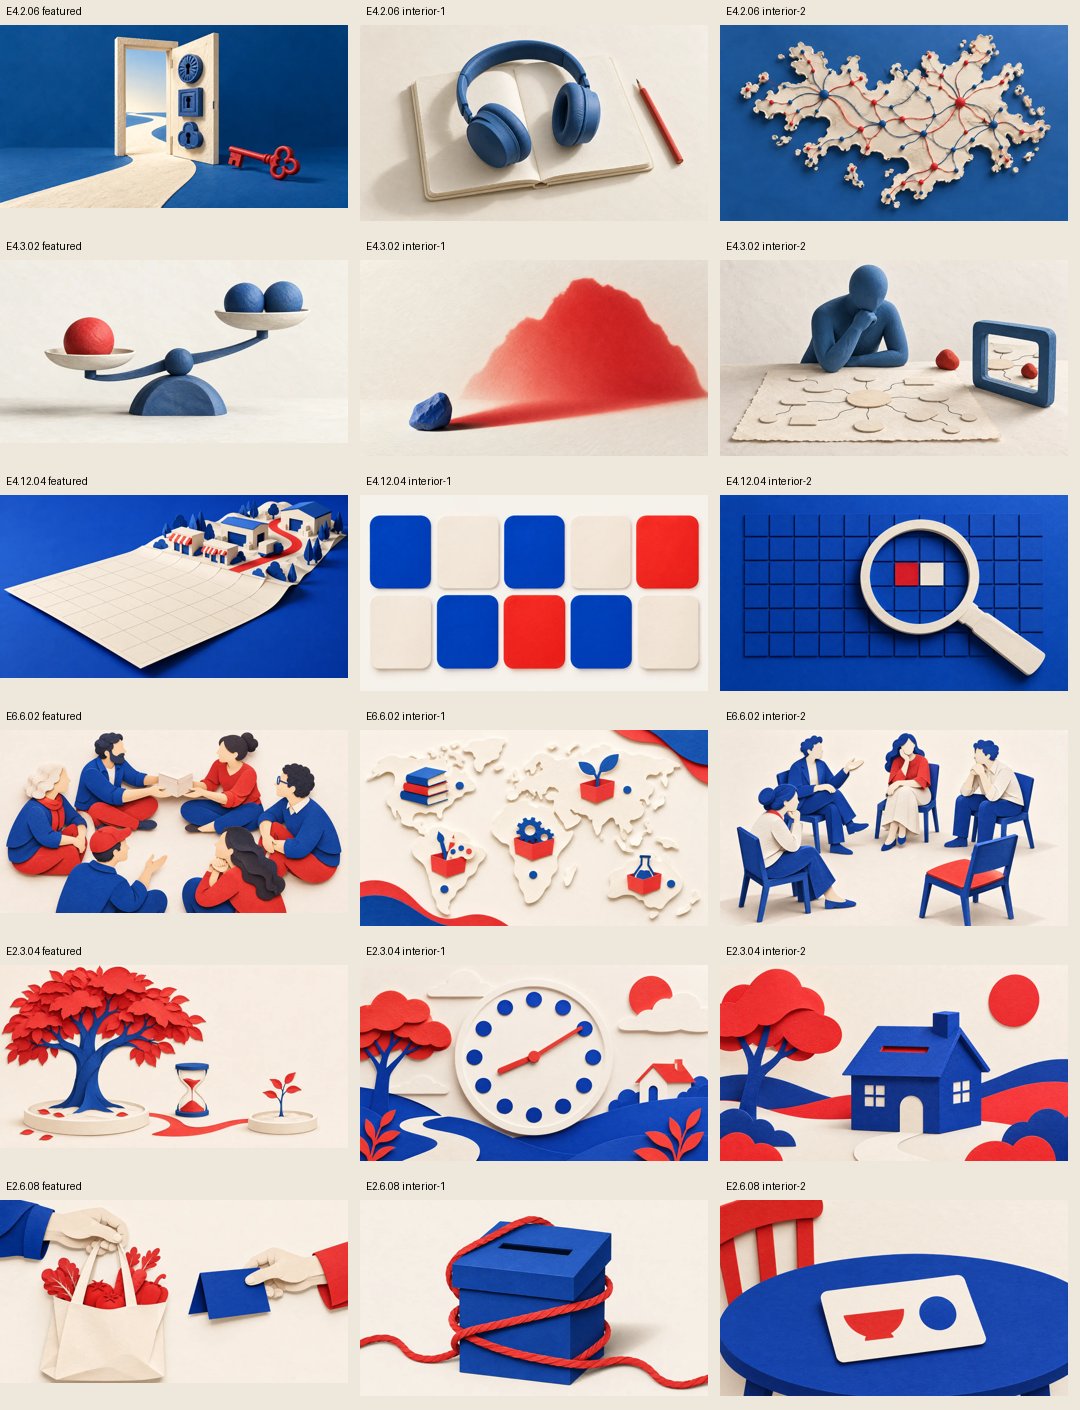 E4.2.06 featured
E4.2.06 interior-1
E4.2.06 interior-2
E4.3.02 featured
E4.3.02 interior-1
E4.3.02 interior-2
E4.12.04 featured
E4.12.04 interior-1
E4.12.04 interior-2
E6.6.02 featured
E6.6.02 interior-1
E6.6.02 interior-2
E2.3.04 featured
E2.3.04 interior-1
E2.3.04 interior-2
E2.6.08 featured
E2.6.08 interior-1
E2.6.08 interior-2